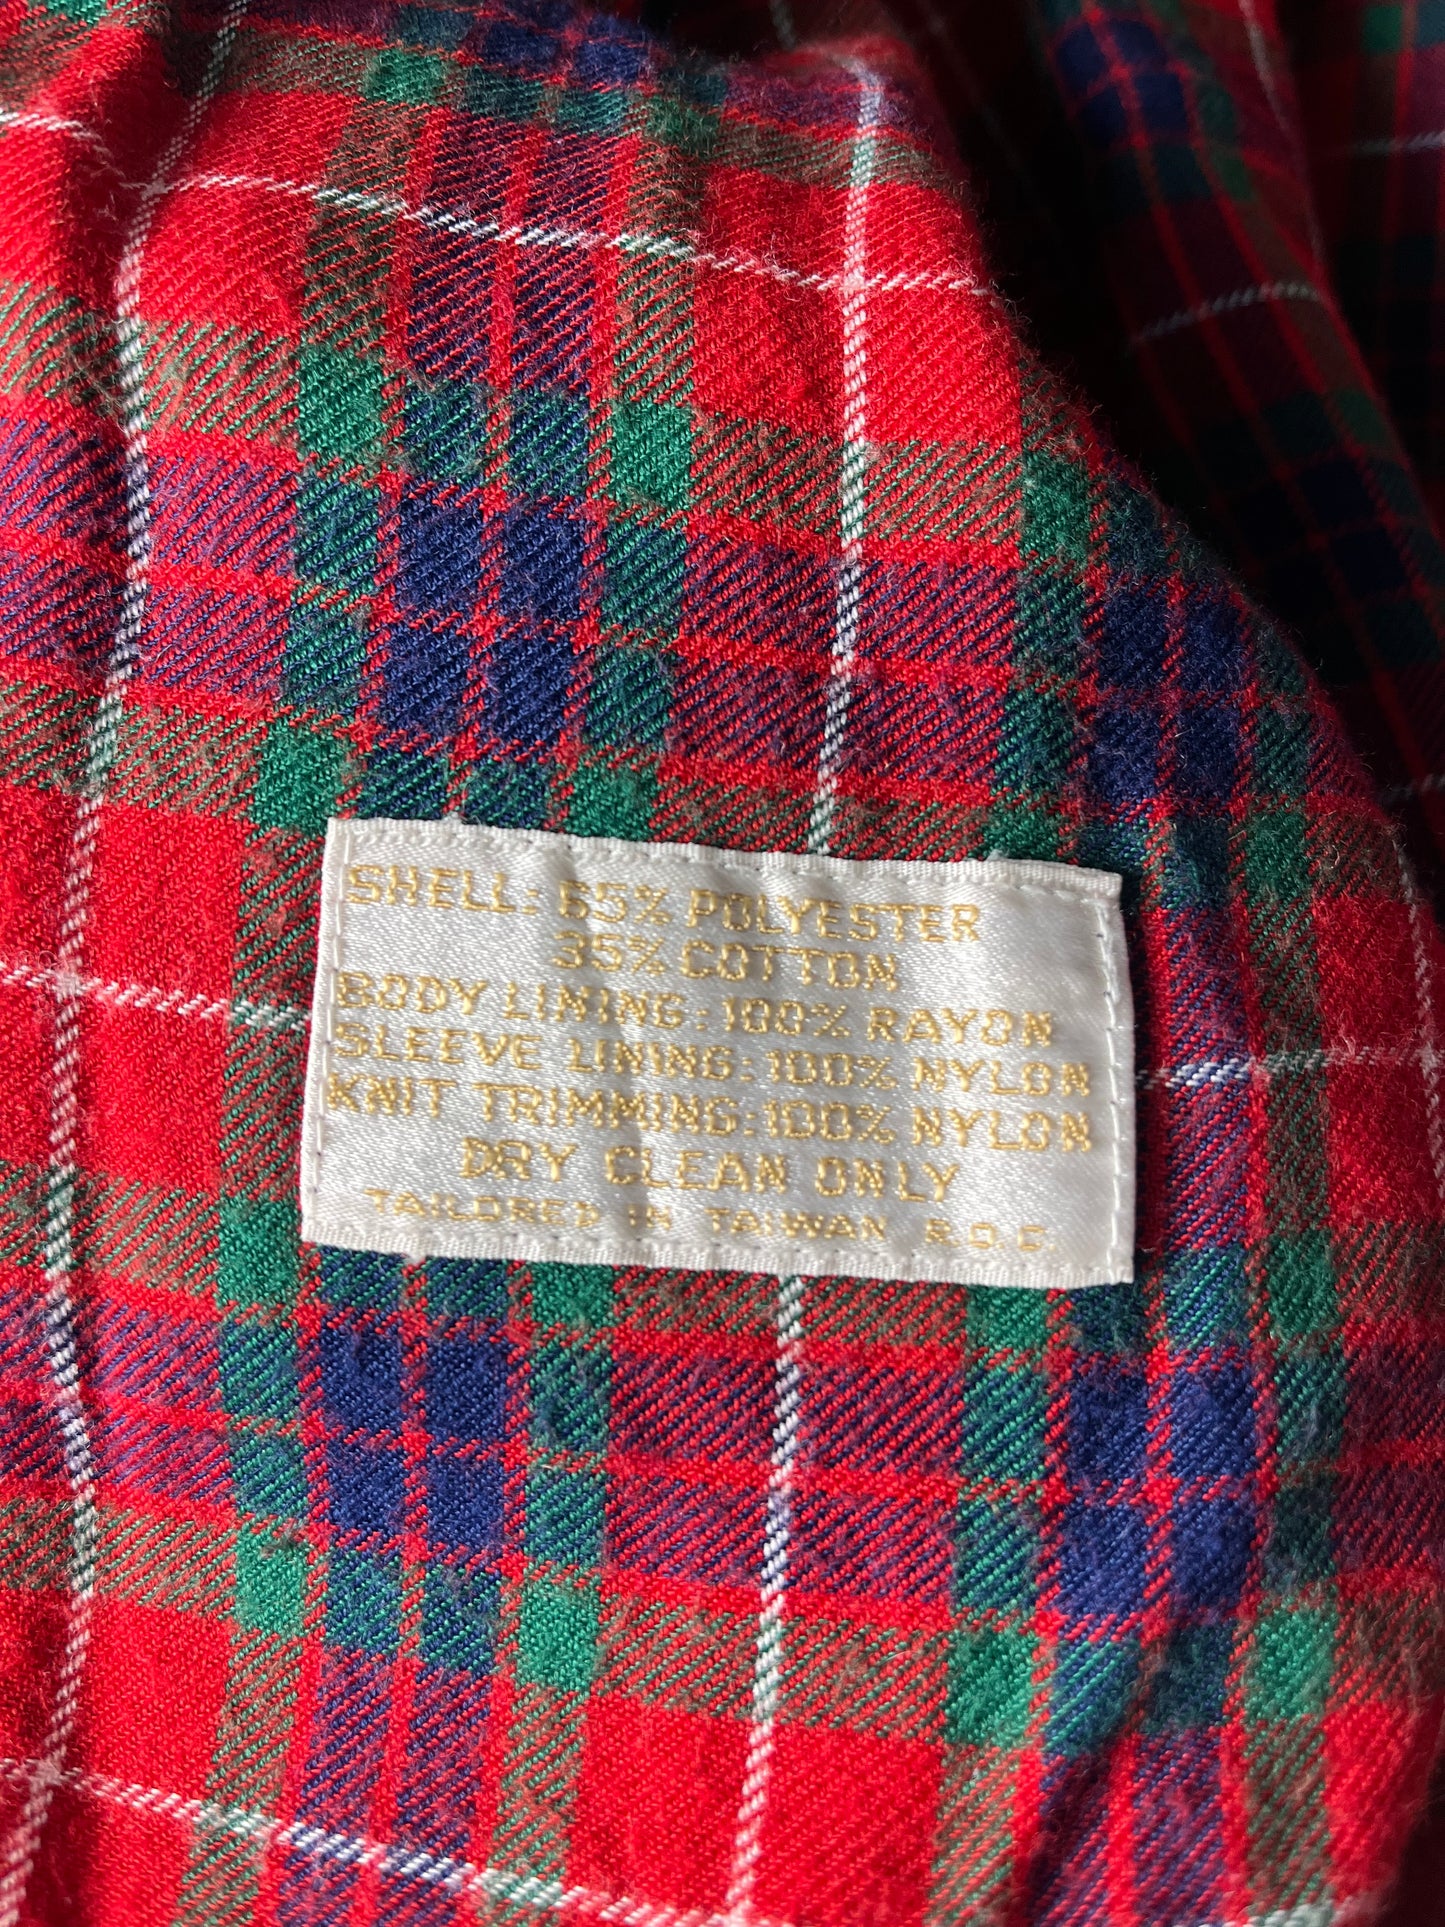 SHELL: 65% POLYESTER
35% COTTON
BODY LINING: 100% RAYON
SLEEVE LINING: 100% NYLON
KNIT TRIMMING: 100% NYLON
DRY CLEAN ONLY
TAILORED IN TAIWAN R.O.C.